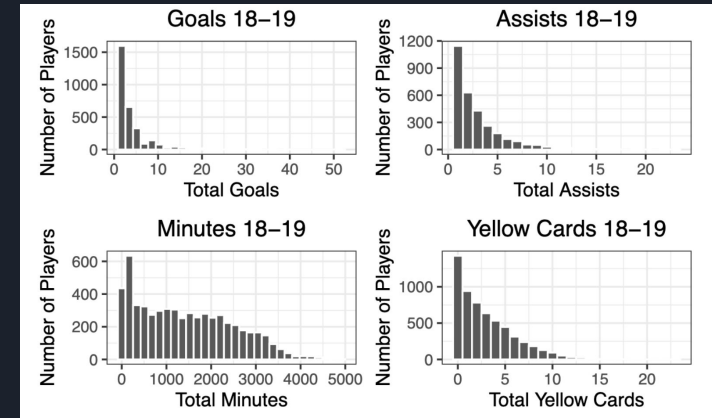 Goals 18–19
Number of Players
1500
1000
500
0
0 10 20 30 40 50
Total Goals
Assists 18–19
Number of Players
1200
900
600
300
0
0 5 10 15 20
Total Assists
Minutes 18–19
Number of Players
600
400
200
0
0 1000 2000 3000 4000 5000
Total Minutes
Yellow Cards 18–19
Number of Players
1000
500
0
0 5 10 15 20
Total Yellow Cards